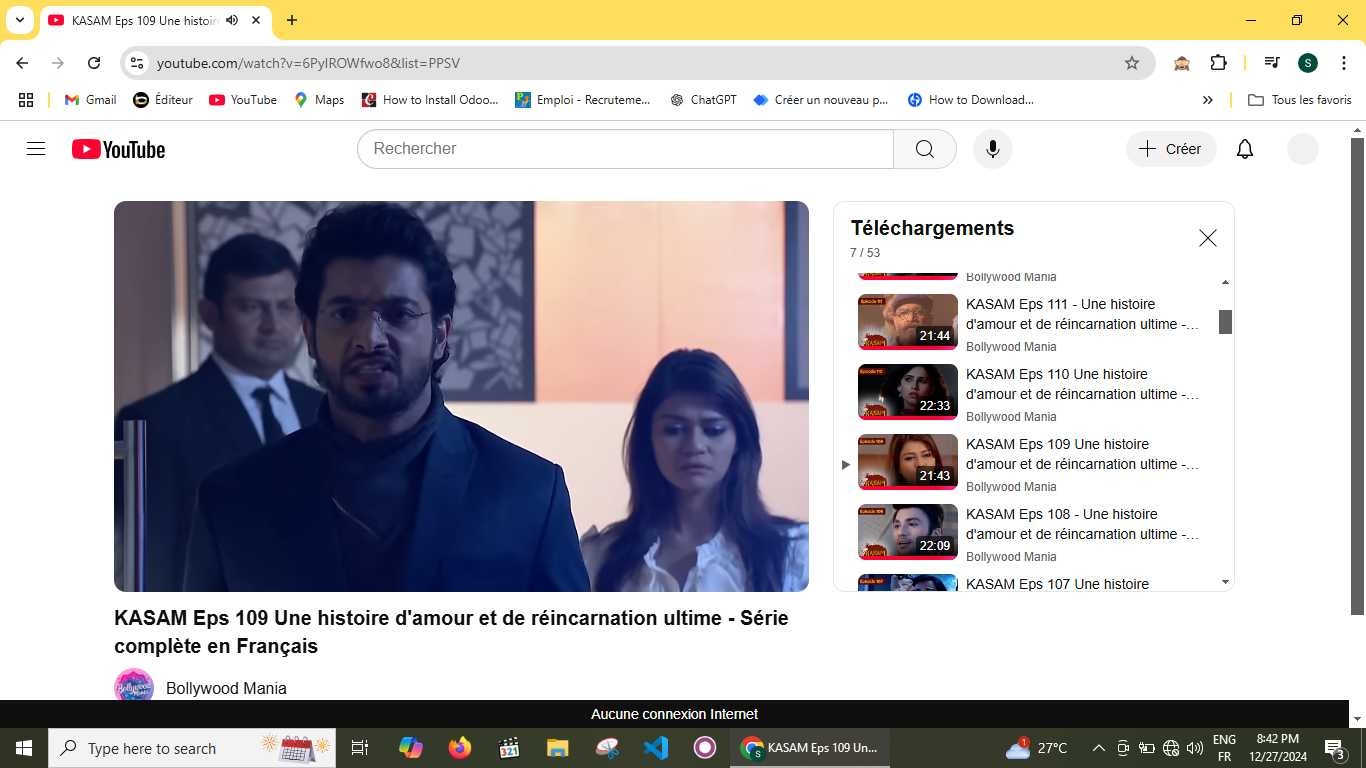 KASAM Eps 109 Une histoir
youtube.com/watch?v=6PyIROWfwo8&list=PPSV
S
Gmail
Éditeur
YouTube
Maps
How to Install Odoo...
Emploi - Recruteme...
ChatGPT
Créer un nouveau p...
How to Download...
Tous les favoris
YouTube
Rechercher
Créer
Téléchargements
7 / 53
Bollywood Mania
21:44
KASAM Eps 111 - Une histoire
d'amour et de réincarnation ultime -...
Bollywood Mania
22:33
KASAM Eps 110 Une histoire
d'amour et de réincarnation ultime -...
Bollywood Mania
21:43
KASAM Eps 109 Une histoire
d'amour et de réincarnation ultime -...
Bollywood Mania
22:09
KASAM Eps 108 - Une histoire
d'amour et de réincarnation ultime -...
Bollywood Mania
KASAM Eps 107 Une histoire
KASAM Eps 109 Une histoire d'amour et de réincarnation ultime - Série
complète en Français
Bollywood Mania
Aucune connexion Internet
Type here to search
321
KASAM Eps 109 Un...
27°C
ENG
FR
8:42 PM
12/27/2024
3